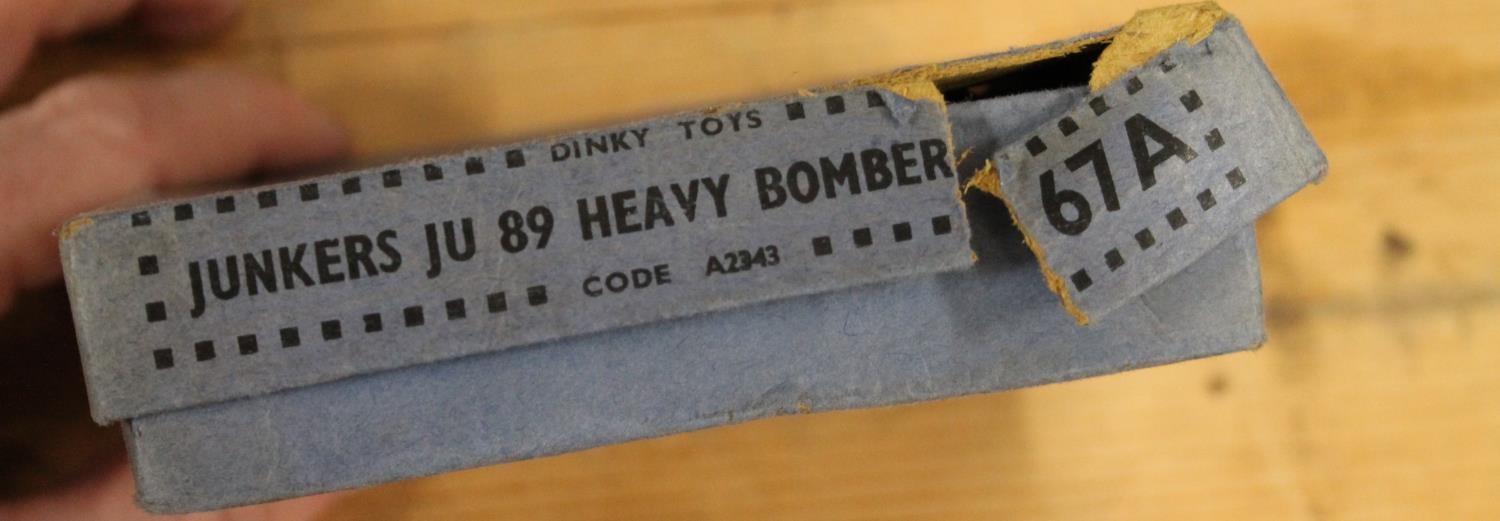 DINKY TOYS
JUNKERS JU 89 HEAVY BOMBER 67A
CODE A2343